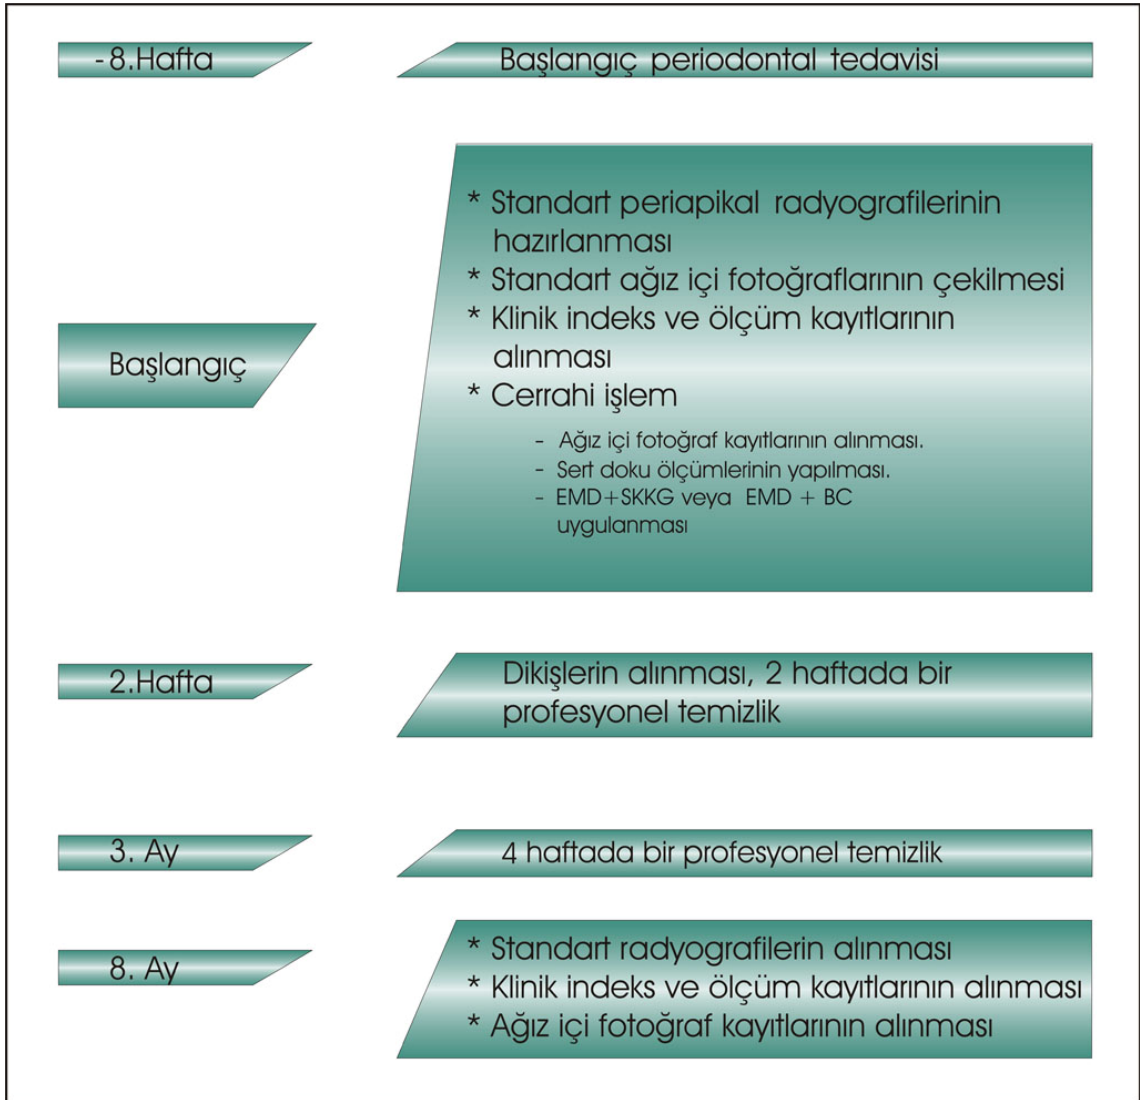 - 8.Hafta
Başlangıç periodontal tedavisi
Başlangıç
* Standart periapikal radyografilerinin
hazırlanması
* Standart ağız içi fotoğraflarının çekilmesi
* Klinik indeks ve ölçüm kayıtlarının
alınması
* Cerrahi işlem
- Ağız içi fotoğraf kayıtlarının alınması.
- Sert doku ölçümlerinin yapılması.
- EMD+SKKG veya EMD + BC
uygulanması
2.Hafta
Dikişlerin alınması, 2 haftada bir
profesyonel temizlik
3. Ay
4 haftada bir profesyonel temizlik
8. Ay
* Standart radyografilerin alınması
* Klinik indeks ve ölçüm kayıtlarının alınması
* Ağız içi fotoğraf kayıtlarının alınması